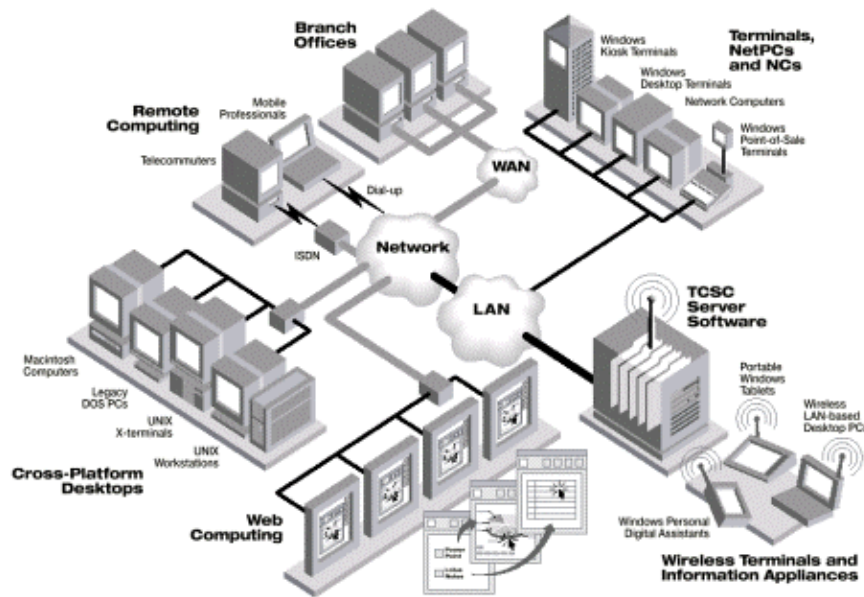 Branch
Offices
Terminals,
NetPCs
and NCs
Windows
Kiosk Terminals
Windows
Desktop Terminals
Network Computers
Windows
Point-of-Sale
Terminals
Remote
Computing
Mobile
Professionals
Telecommuters
WAN
Dial-up
ISDN
Network
LAN
TCSC
Server
Software
Macintosh
Computers
Legacy
DOS PCs
UNIX
X-terminals
UNIX
Workstations
Cross-Platform
Desktops
Portable
Windows
Tablets
Wireless
LAN-based
Desktop PC
Web
Computing
Windows Personal
Digital Assistants
Wireless Terminals and
Information Appliances